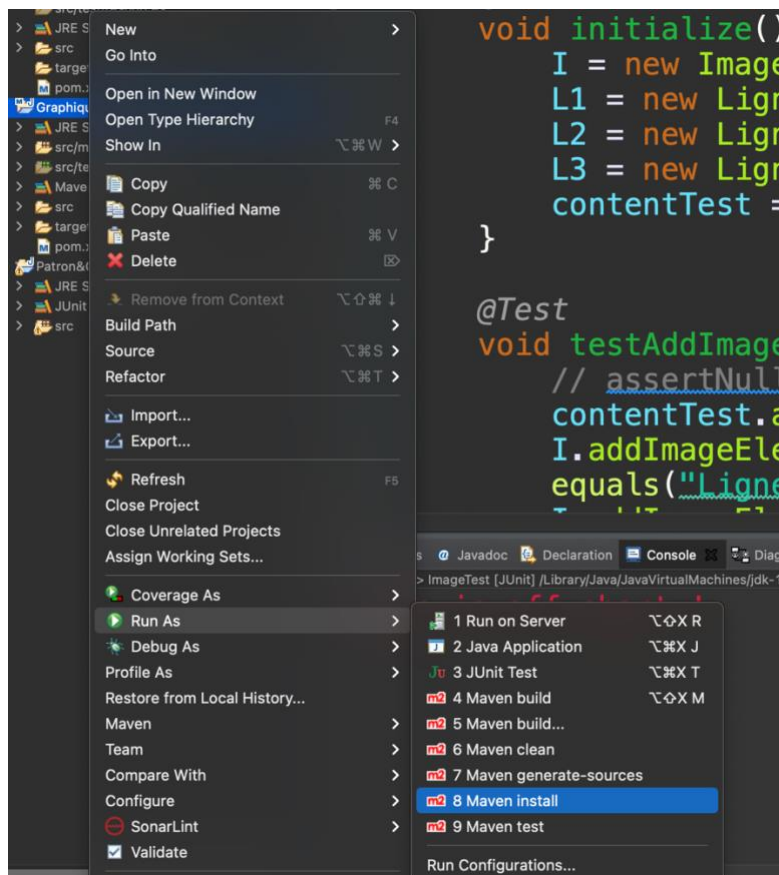 JRE S
src
targe
pom.x
Graphiqu
JRE S
src/m
src/te
Mave
src
targe
pom.x
Patron&
JRE S
JUnit
src
New
Go Into
Open in New Window
Open Type Hierarchy F4
Show In ⌥⌘W
Copy ⌘C
Copy Qualified Name
Paste ⌘V
Delete ⌦
Remove from Context ⌥⇧⌘↓
Build Path
Source ⌥⌘S
Refactor ⌥⌘T
Import...
Export...
Refresh F5
Close Project
Close Unrelated Projects
Assign Working Sets...
Coverage As
Run As
Debug As
Profile As
Restore from Local History...
Maven
Team
Compare With
Configure
SonarLint
Validate
void initialize()
I = new Image
L1 = new Lign
L2 = new Lign
L3 = new Lign
contentTest =
}
@Test
void testAddImage
// assertNull
contentTest.a
I.addImageEle
equals("Ligne
s @ Javadoc Declaration Console Diag
> ImageTest [JUnit] /Library/Java/JavaVirtualMachines/jdk-1
1 Run on Server ⌥⇧X R
2 Java Application ⌥⌘X J
3 JUnit Test ⌥⌘X T
m2 4 Maven build ⌥⇧X M
m2 5 Maven build...
m2 6 Maven clean
m2 7 Maven generate-sources
m2 8 Maven install
m2 9 Maven test
Run Configurations...